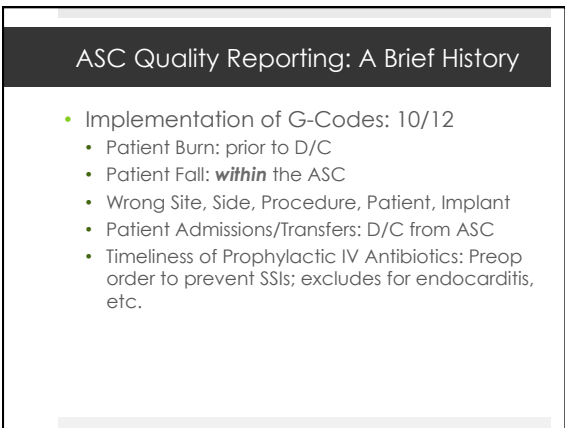 ASC Quality Reporting: A Brief History
• Implementation of G-Codes: 10/12
• Patient Burn: prior to D/C
• Patient Fall: within the ASC
• Wrong Site, Side, Procedure, Patient, Implant
• Patient Admissions/Transfers: D/C from ASC
• Timeliness of Prophylactic IV Antibiotics: Preop
order to prevent SSIs; excludes for endocarditis,
etc.